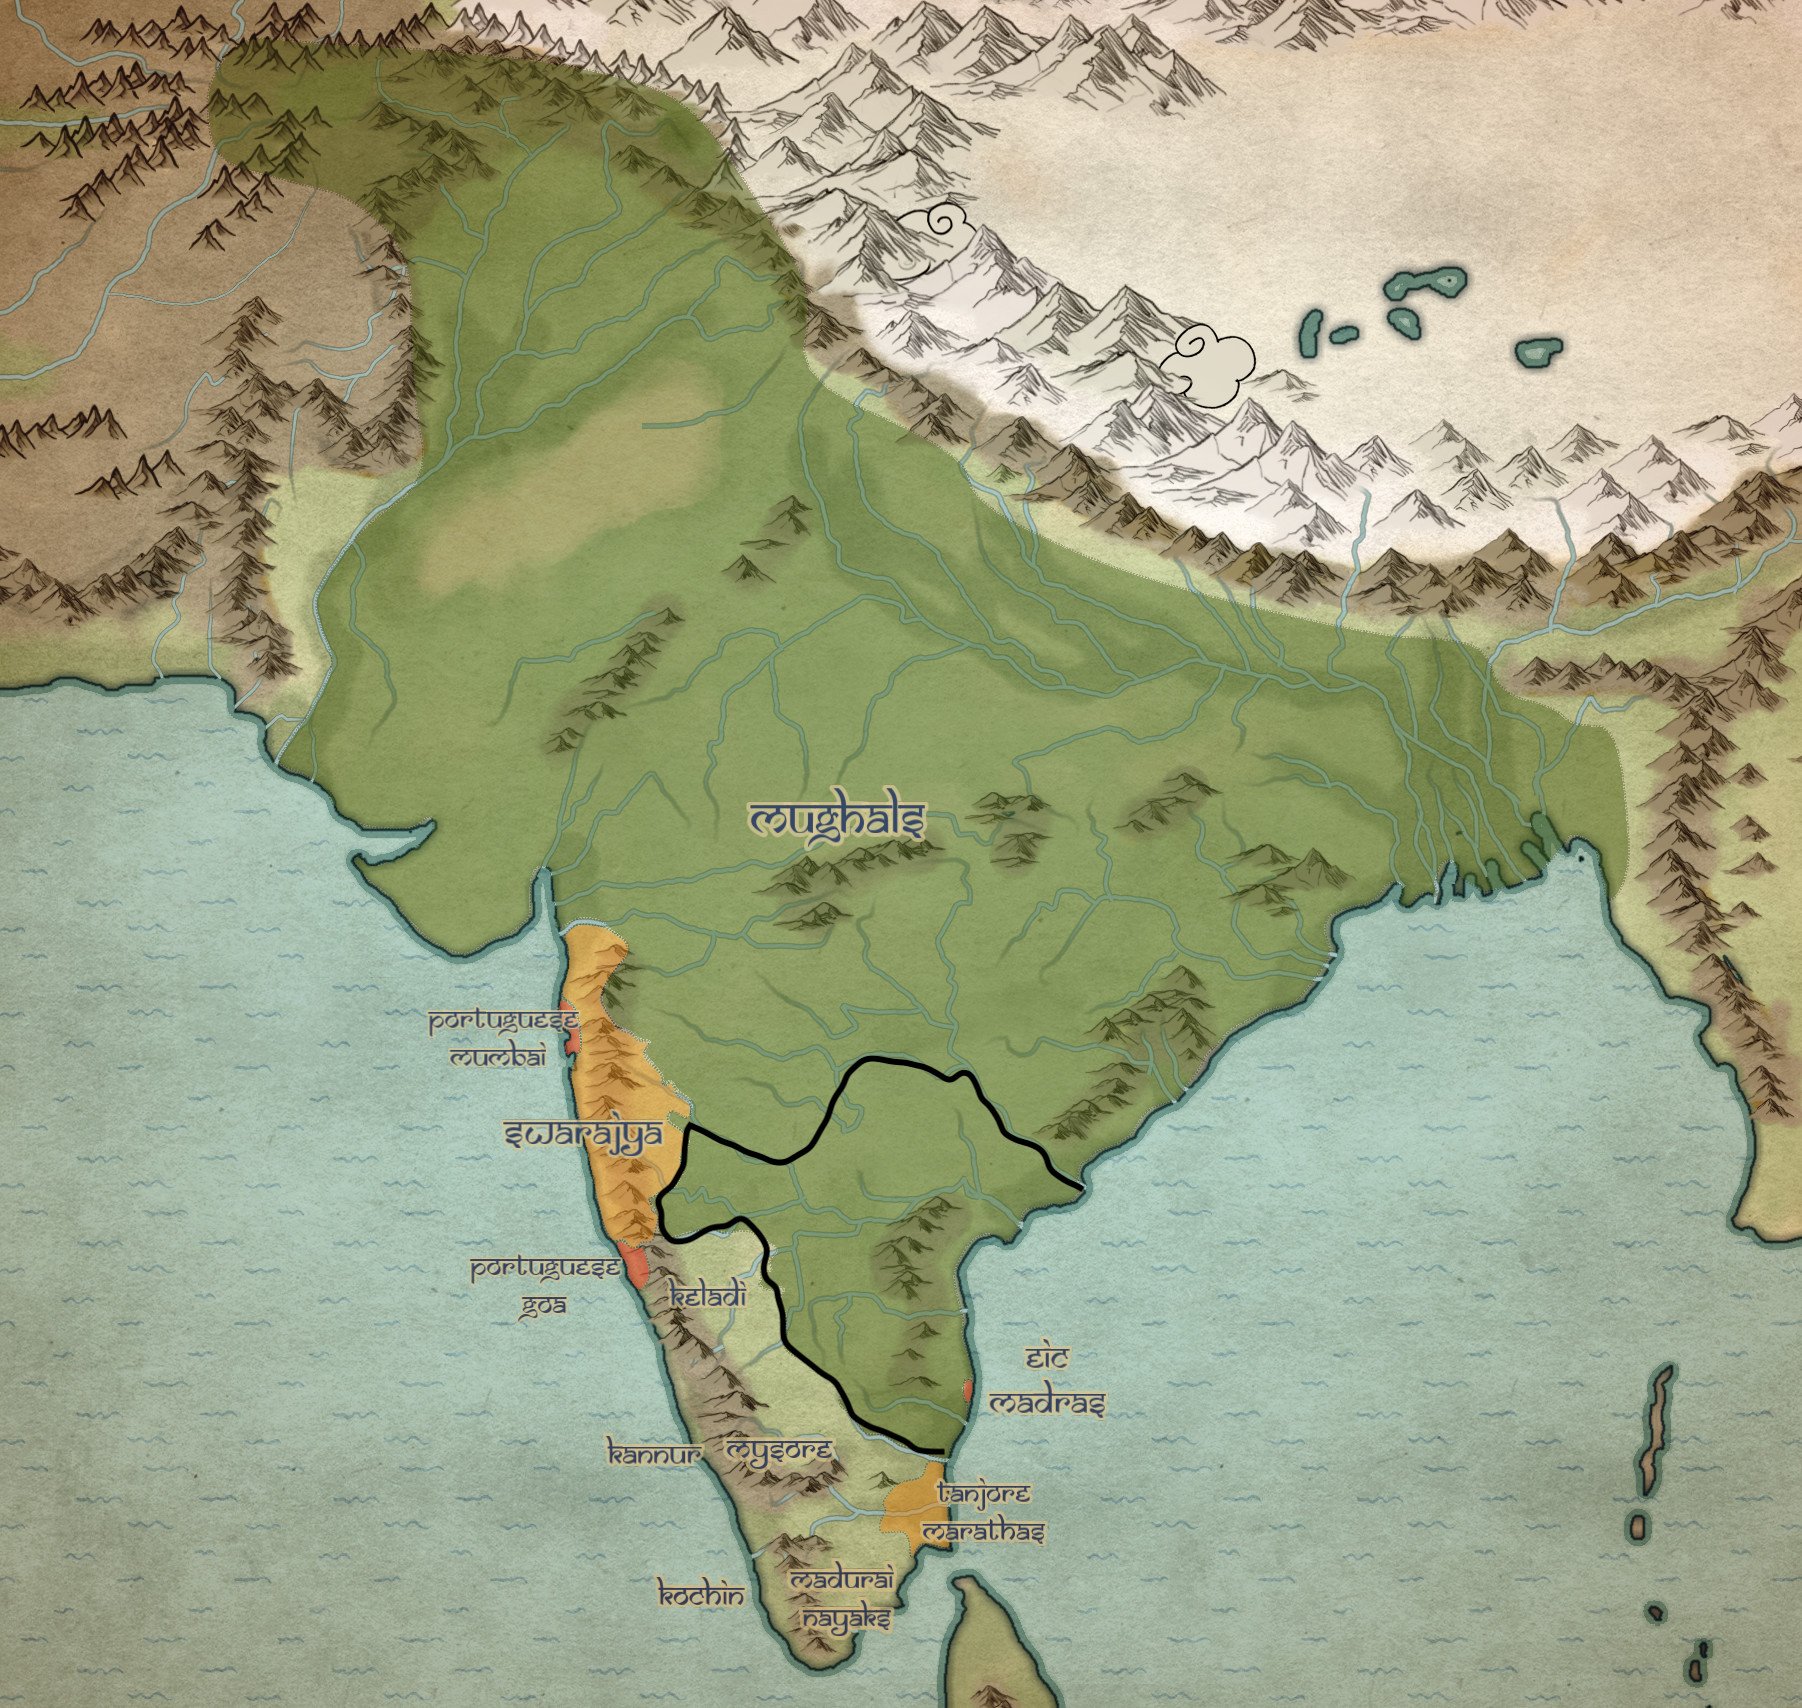 mughals
portuguese
mumbai
swarajya
portuguese
goa
keladi
eic
madras
kannur
mysore
tanjore
marathas
kochin
madurai
nayaks